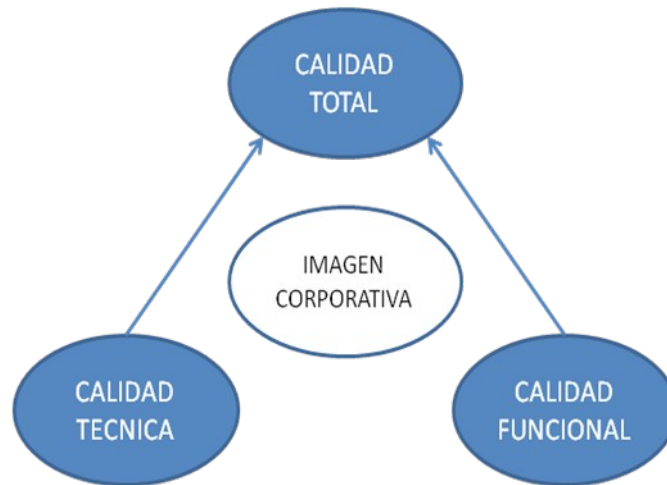 CALIDAD
TOTAL
IMAGEN
CORPORATIVA
CALIDAD
TECNICA
CALIDAD
FUNCIONAL